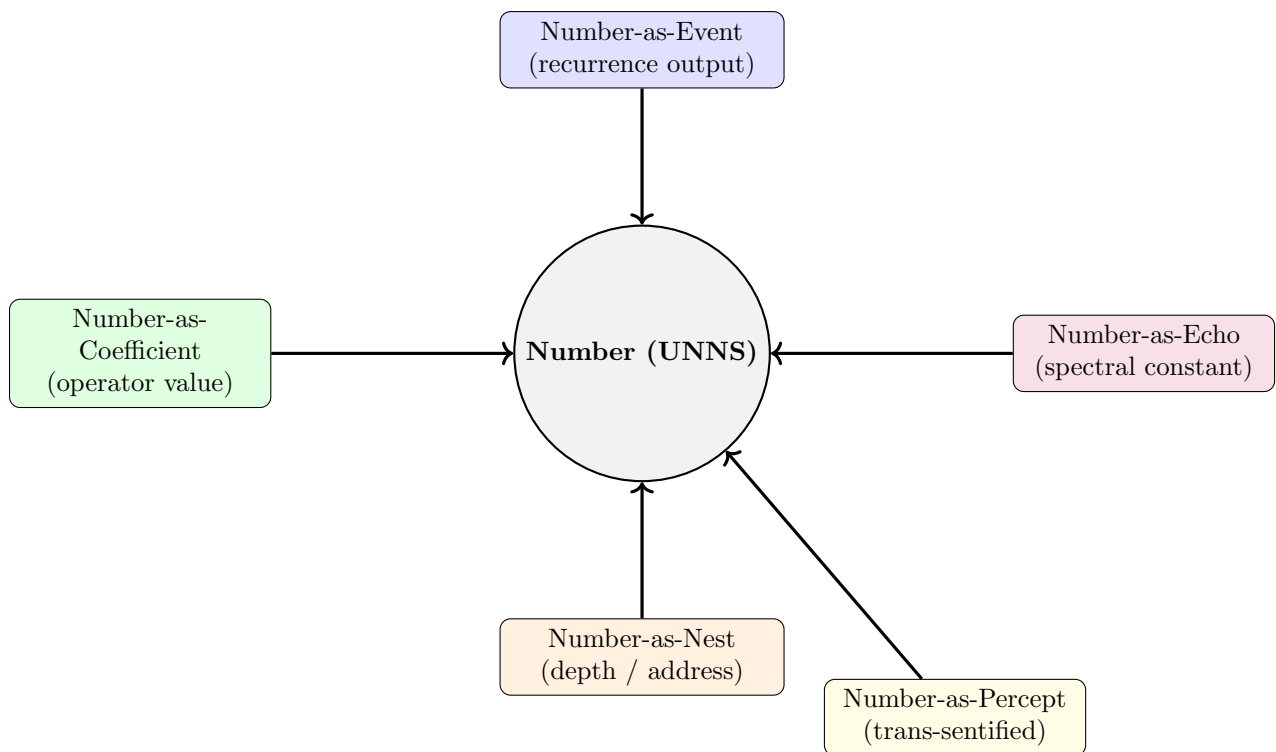 Number-as-Event
(recurrence output)
Number-as-
Coefficient
(operator value)
Number (UNNS)
Number-as-Echo
(spectral constant)
Number-as-Nest
(depth / address)
Number-as-Percept
(trans-sentified)